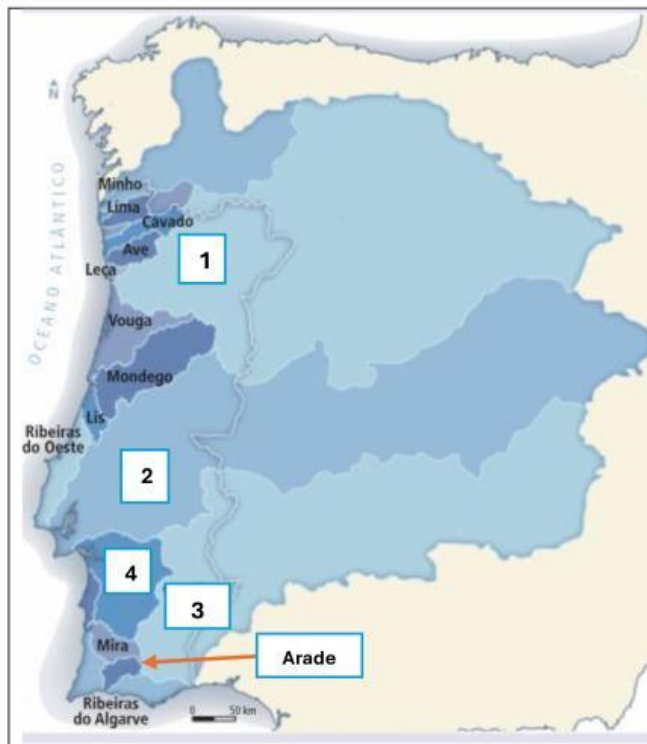 N
OCEANO ATLÂNTICO
Minho
Lima
Cávado
Ave
1
Leça
Vouga
Mondego
Lis
Ribeiras
do Oeste
2
4
3
Mira
Arade
Ribeiras
do Algarve
50 km